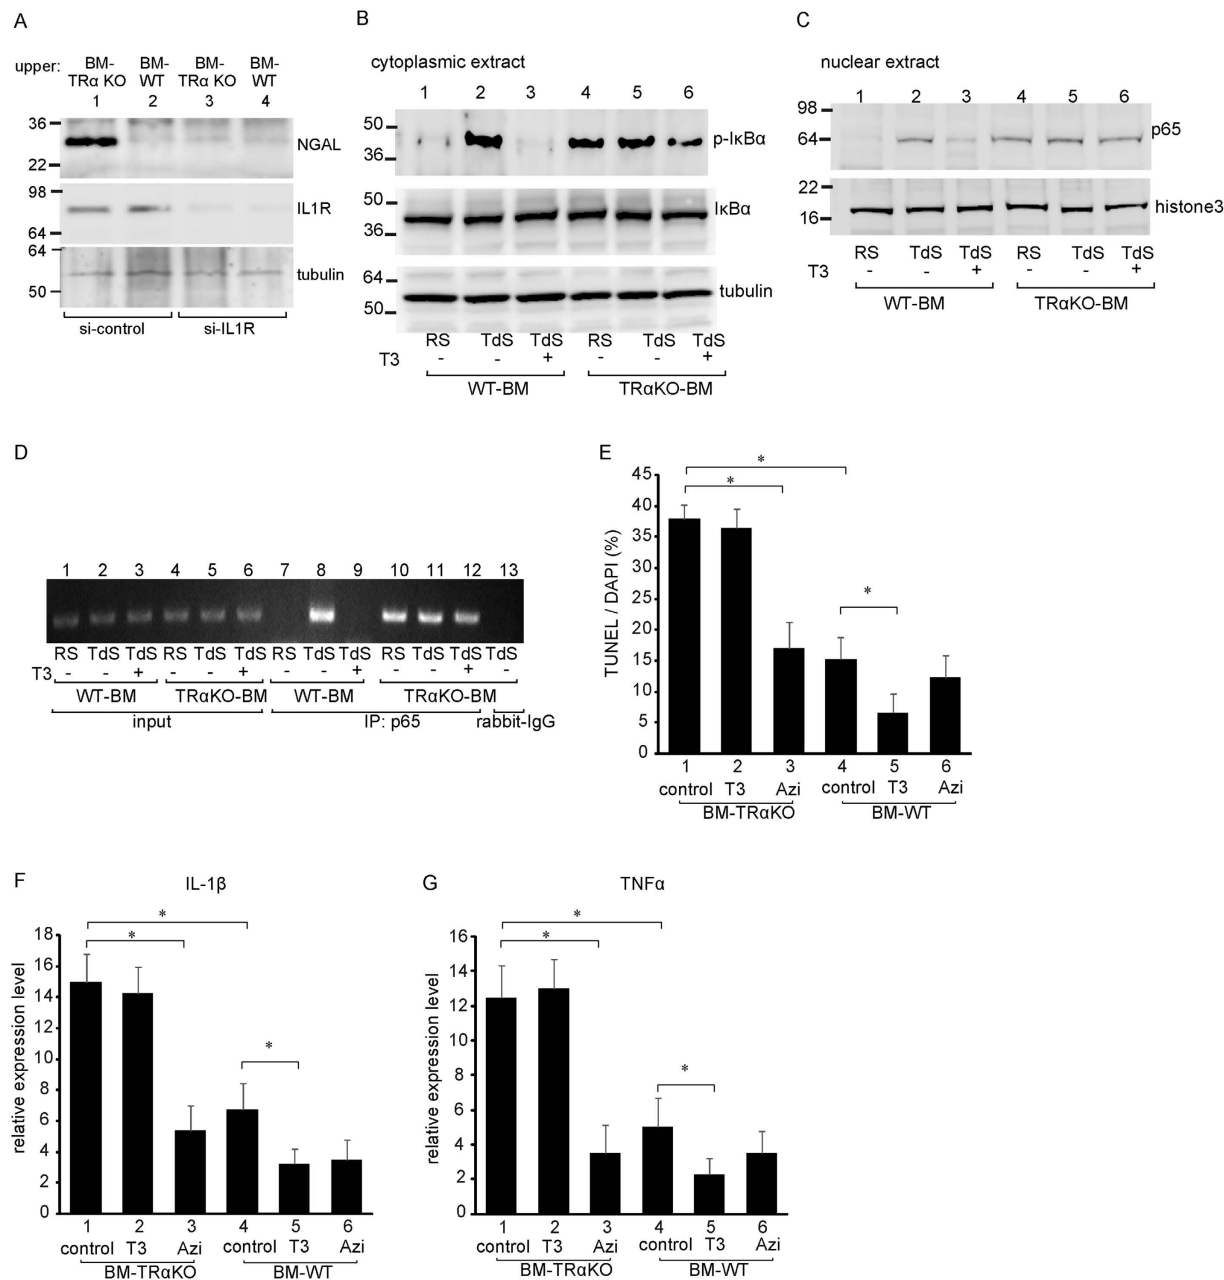 A
upper: BM- BM- BM- BM-
TRα KO WT TRα KO WT
1 2 3 4
36
NGAL
22
98
IL1R
64
64
tubulin
50
si-control si-IL1R
B
cytoplasmic extract
1 2 3 4 5 6
50
p-IκBα
36
50
IκBα
36
64
tubulin
50
RS TdS TdS RS TdS TdS
T3 - - + - - +
WT-BM TRαKO-BM
C
nuclear extract
1 2 3 4 5 6
98
p65
64
22
histone3
16
RS TdS TdS RS TdS TdS
T3 - - + - - +
WT-BM TRαKO-BM
D
1 2 3 4 5 6 7 8 9 10 11 12 13
RS TdS TdS RS TdS TdS RS TdS TdS RS TdS TdS TdS
T3 - - + - - + - - + - - + -
WT-BM TRαKO-BM WT-BM TRαKO-BM
input IP: p65 rabbit-IgG
E
TUNEL / DAPI (%)
45
40
35
30
25
20
15
10
5
0
* * *
1 2 3 4 5 6
control T3 Azi control T3 Azi
BM-TRαKO BM-WT
F
IL-1β
relative expression level
18
16
14
12
10
8
6
4
2
0
* * *
1 2 3 4 5 6
control T3 Azi control T3 Azi
BM-TRαKO BM-WT
G
TNFα
relative expression level
16
14
12
10
8
6
4
2
0
* * *
1 2 3 4 5 6
control T3 Azi control T3 Azi
BM-TRαKO BM-WT